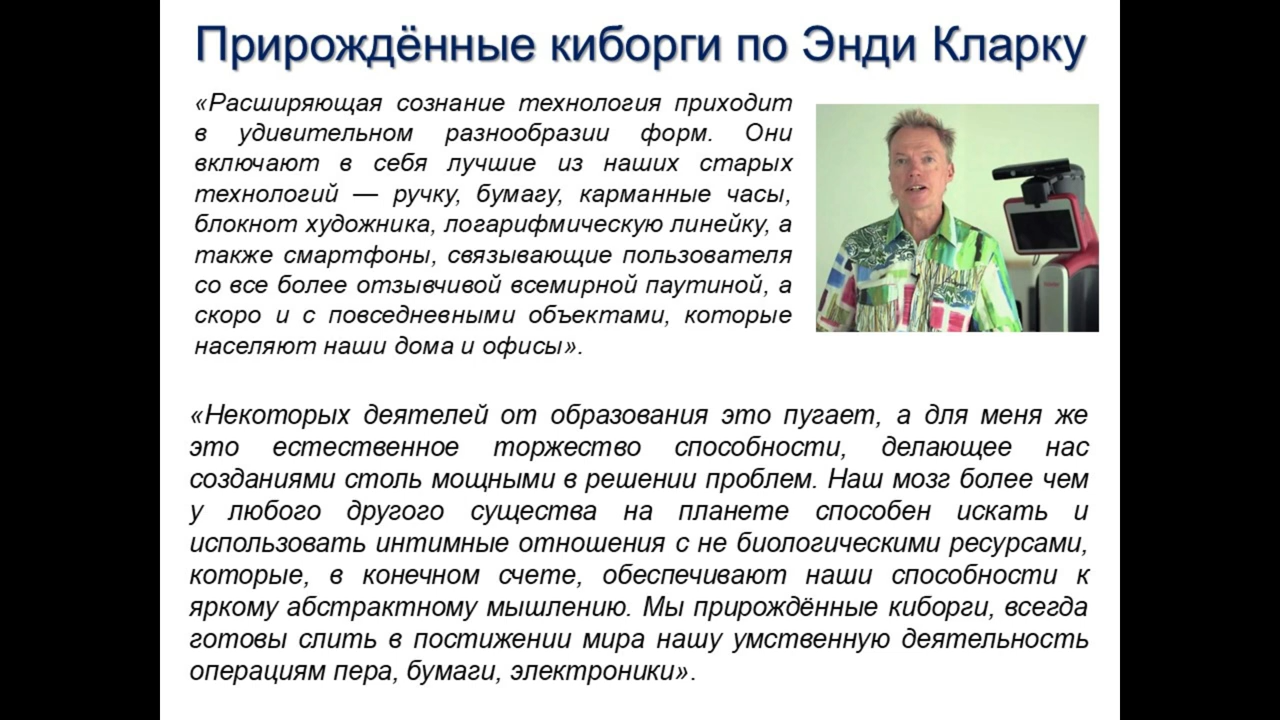 Прирождённые киборги по Энди Кларку
«Расширяющая сознание технология приходит
в удивительном разнообразии форм. Они
включают в себя лучшие из наших старых
технологий — ручку, бумагу, карманные часы,
блокнот художника, логарифмическую линейку, а
также смартфоны, связывающие пользователя
со все более отзывчивой всемирной паутиной, а
скоро и с повседневными объектами, которые
населяют наши дома и офисы».
«Некоторых деятелей от образования это пугает, а для меня же
это естественное торжество способности, делающее нас
созданиями столь мощными в решении проблем. Наш мозг более чем
у любого другого существа на планете способен искать и
использовать интимные отношения с не биологическими ресурсами,
которые, в конечном счете, обеспечивают наши способности к
яркому абстрактному мышлению. Мы прирождённые киборги, всегда
готовы слить в постижении мира нашу умственную деятельность
операциям пера, бумаги, электроники».